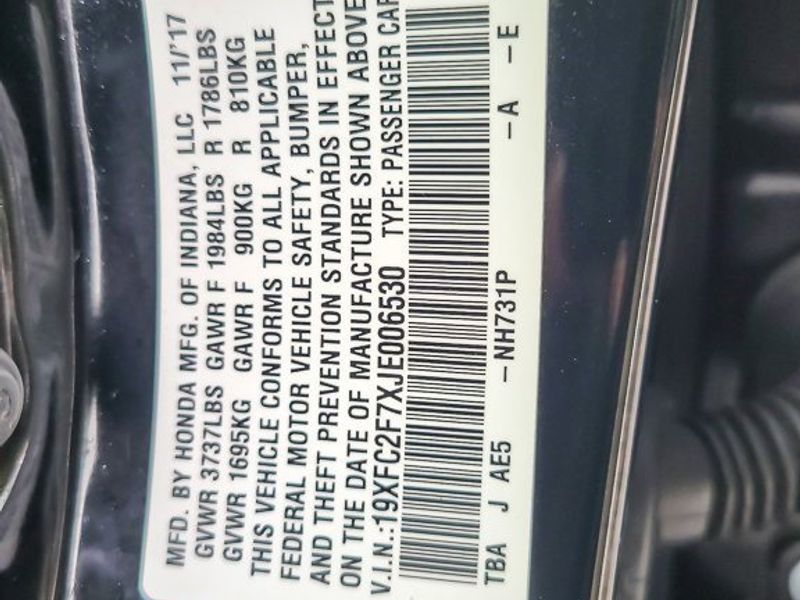 MFD. BY HONDA MFG. OF INDIANA, LLC 11/'17
GVWR 3737LBS GAWR F 1984LBS R 1786LBS
GVWR 1695KG GAWR F 900KG R 810KG
THIS VEHICLE CONFORMS TO ALL APPLICABLE
FEDERAL MOTOR VEHICLE SAFETY, BUMPER,
AND THEFT PREVENTION STANDARDS IN EFFECT
ON THE DATE OF MANUFACTURE SHOWN ABOVE
V.I.N.:19XFC2F7XJE006530 TYPE: PASSENGER CAR
TBA J AE5 -NH731P -A -E